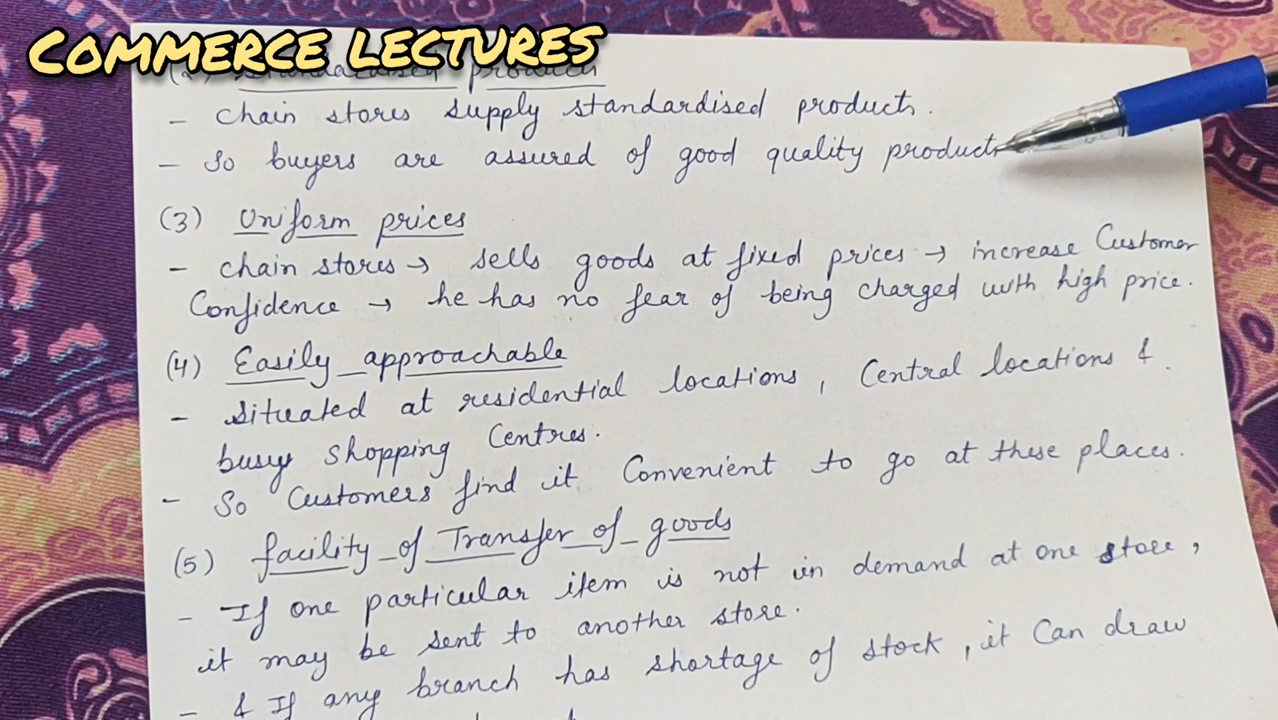 COMMERCE LECTURES
(2) Standardised product
- chain stores supply standardised products.
- So buyers are assured of good quality products
(3) Uniform prices
- chain stores → sells goods at fixed prices → increase Customer
Confidence → he has no fear of being charged with high price.
(4) Easily approachable
- Situated at residential locations, Central locations &
busy shopping Centres.
- So Customers find it Convenient to go at these places.
(5) facility of Transfer of goods
- If one particular item is not in demand at one store,
it may be sent to another store.
- & If any branch has shortage of stock, it Can draw